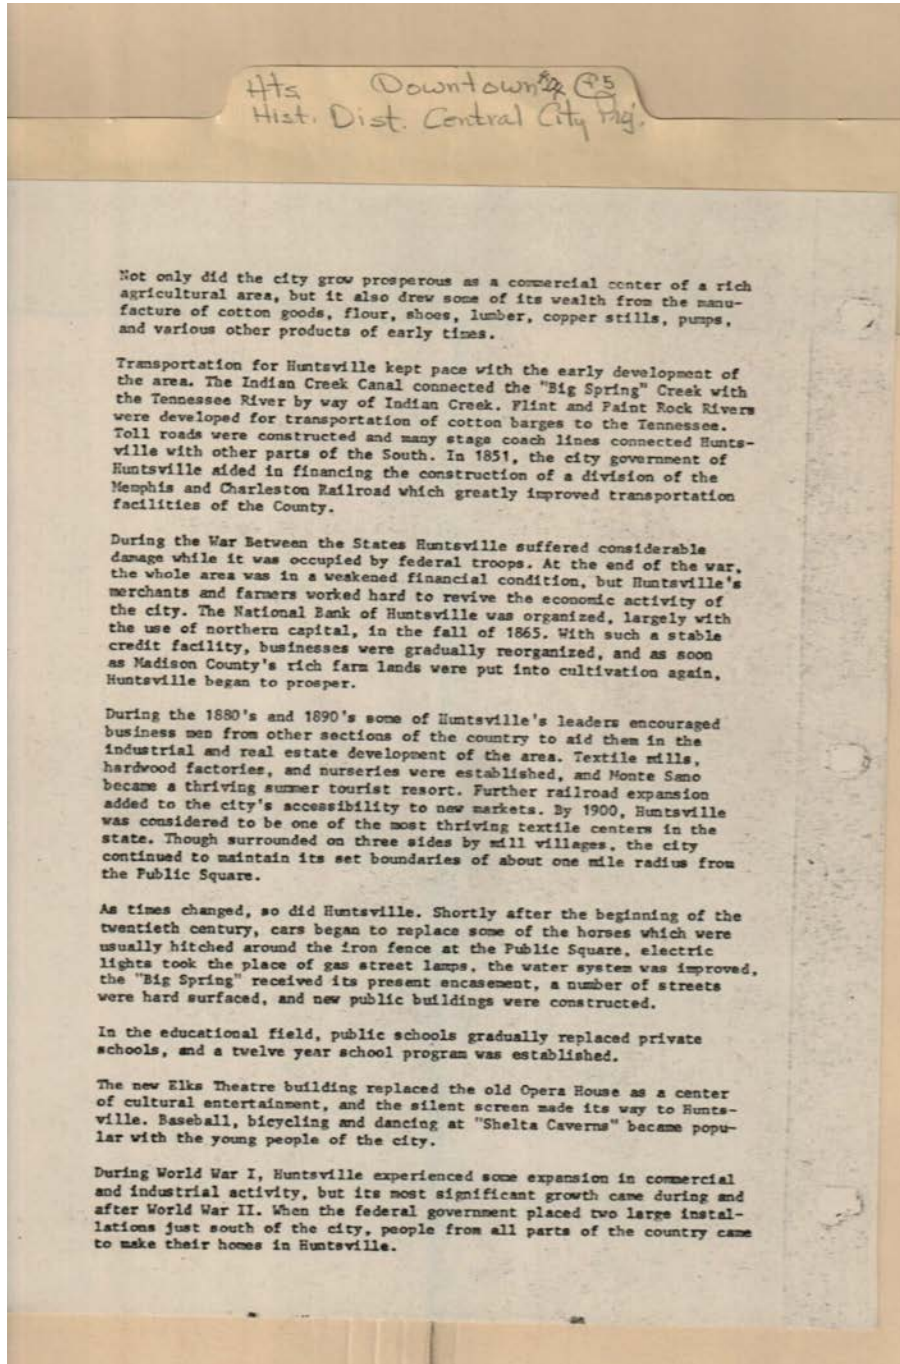 Hts Downtown P5
Hist. Dist. Central City Proj.
Not only did the city grow prosperous as a commercial center of a rich
agricultural area, but it also drew some of its wealth from the manu-
facture of cotton goods, flour, shoes, lumber, copper stills, pumps,
and various other products of early times.
Transportation for Huntsville kept pace with the early development of
the area. The Indian Creek Canal connected the "Big Spring" Creek with
the Tennessee River by way of Indian Creek. Flint and Paint Rock Rivers
were developed for transportation of cotton barges to the Tennessee.
Toll roads were constructed and many stage coach lines connected Hunts-
ville with other parts of the South. In 1851, the city government of
Huntsville aided in financing the construction of a division of the
Memphis and Charleston Railroad which greatly improved transportation
facilities of the County.
During the War Between the States Huntsville suffered considerable
damage while it was occupied by federal troops. At the end of the war,
the whole area was in a weakened financial condition, but Huntsville's
merchants and farmers worked hard to revive the economic activity of
the city. The National Bank of Huntsville was organized, largely with
the use of northern capital, in the fall of 1865. With such a stable
credit facility, businesses were gradually reorganized, and as soon
as Madison County's rich farm lands were put into cultivation again,
Huntsville began to prosper.
During the 1880's and 1890's some of Huntsville's leaders encouraged
business men from other sections of the country to aid them in the
industrial and real estate development of the area. Textile mills,
hardwood factories, and nurseries were established, and Monte Sano
became a thriving summer tourist resort. Further railroad expansion
added to the city's accessibility to new markets. By 1900, Huntsville
was considered to be one of the most thriving textile centers in the
state. Though surrounded on three sides by mill villages, the city
continued to maintain its set boundaries of about one mile radius from
the Public Square.
As times changed, so did Huntsville. Shortly after the beginning of the
twentieth century, cars began to replace some of the horses which were
usually hitched around the iron fence at the Public Square, electric
lights took the place of gas street lamps, the water system was improved,
the "Big Spring" received its present encasement, a number of streets
were hard surfaced, and new public buildings were constructed.
In the educational field, public schools gradually replaced private
schools, and a twelve year school program was established.
The new Elks Theatre building replaced the old Opera House as a center
of cultural entertainment, and the silent screen made its way to Hunts-
ville. Baseball, bicycling and dancing at "Shelta Caverns" became popu-
lar with the young people of the city.
During World War I, Huntsville experienced some expansion in commercial
and industrial activity, but its most significant growth came during and
after World War II. When the federal government placed two large instal-
lations just south of the city, people from all parts of the country came
to make their homes in Huntsville.